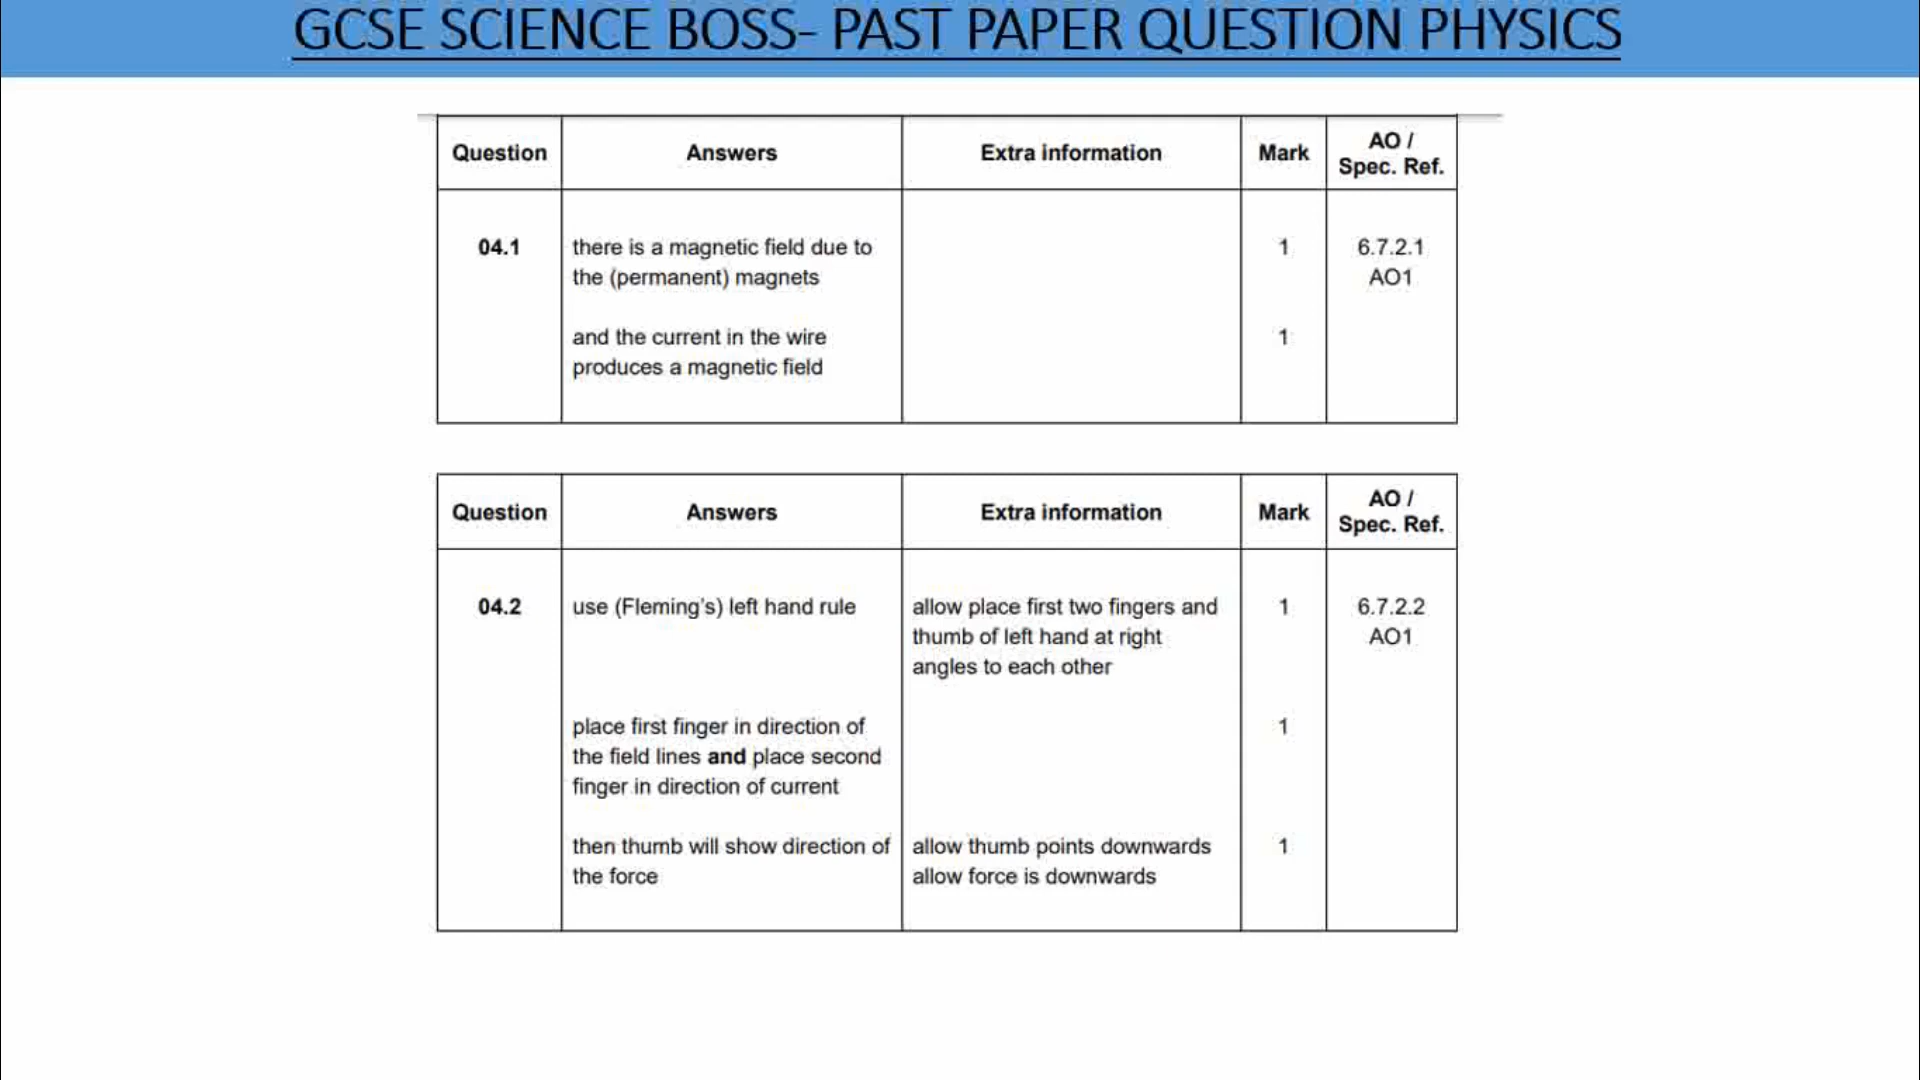 GCSE SCIENCE BOSS- PAST PAPER QUESTION PHYSICS
Question Answers Extra information Mark AO /
Spec. Ref.
04.1 there is a magnetic field due to 1 6.7.2.1
the (permanent) magnets AO1
and the current in the wire 1
produces a magnetic field
Question Answers Extra information Mark AO /
Spec. Ref.
04.2 use (Fleming's) left hand rule allow place first two fingers and 1 6.7.2.2
thumb of left hand at right AO1
angles to each other
place first finger in direction of 1
the field lines and place second
finger in direction of current
then thumb will show direction of allow thumb points downwards 1
the force allow force is downwards